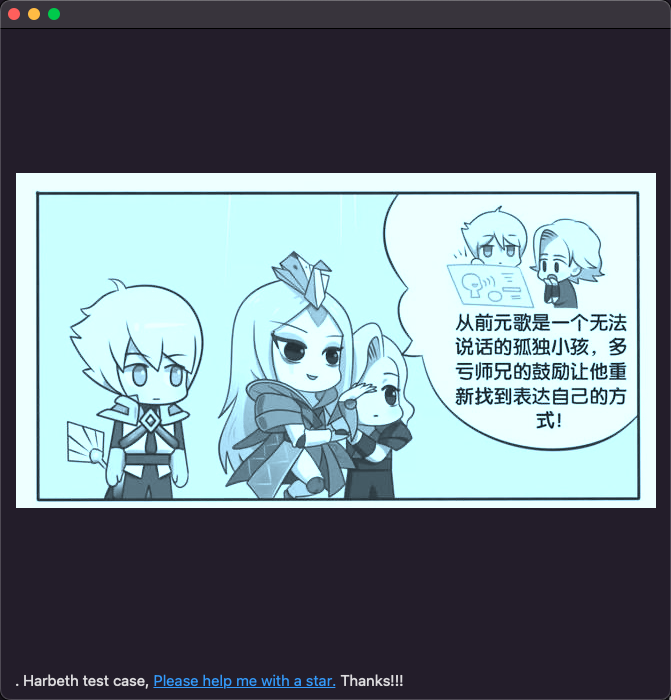 从前元歌是一个无法
说话的孤独小孩，多
亏师兄的鼓励让他重
新找到表达自己的方
式！
. Harbeth test case, Please help me with a star. Thanks!!!